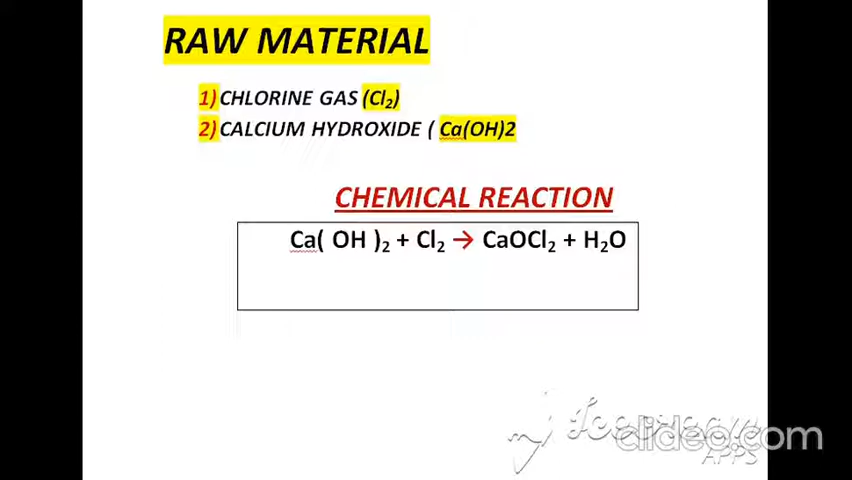 RAW MATERIAL
1) CHLORINE GAS (Cl₂)
2) CALCIUM HYDROXIDE ( Ca(OH)2
CHEMICAL REACTION
Ca( OH )₂ + Cl₂ → CaOCl₂ + H₂O
clideo.com
APPS